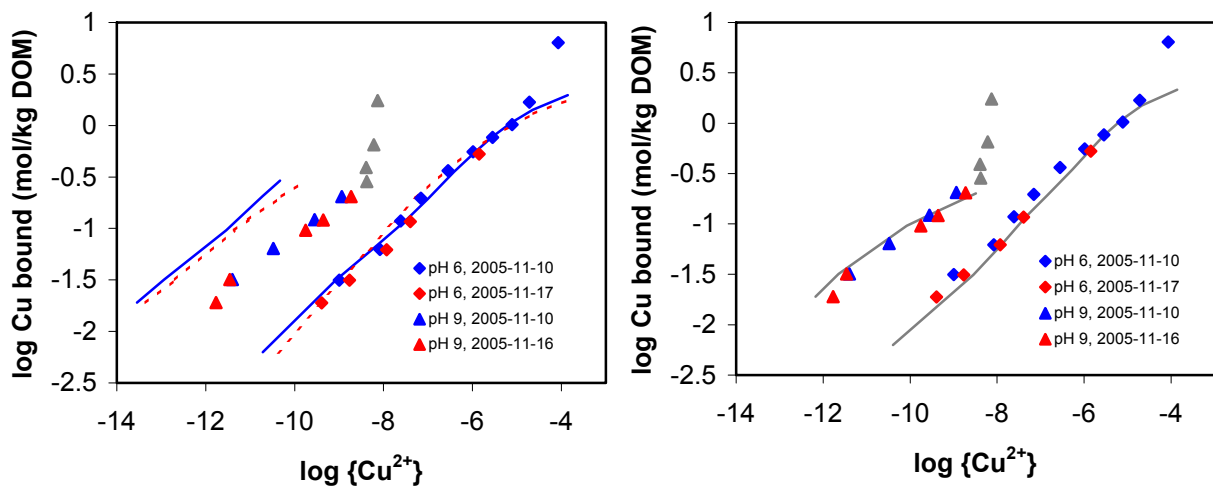 log Cu bound (mol/kg DOM)
1
0.5
0
-0.5
-1
-1.5
-2
-2.5
-14
-12
-10
-8
-6
-4
log {Cu²⁺}
pH 6, 2005-11-10
pH 6, 2005-11-17
pH 9, 2005-11-10
pH 9, 2005-11-16
log Cu bound (mol/kg DOM)
1
0.5
0
-0.5
-1
-1.5
-2
-2.5
-14
-12
-10
-8
-6
-4
log {Cu²⁺}
pH 6, 2005-11-10
pH 6, 2005-11-17
pH 9, 2005-11-10
pH 9, 2005-11-16